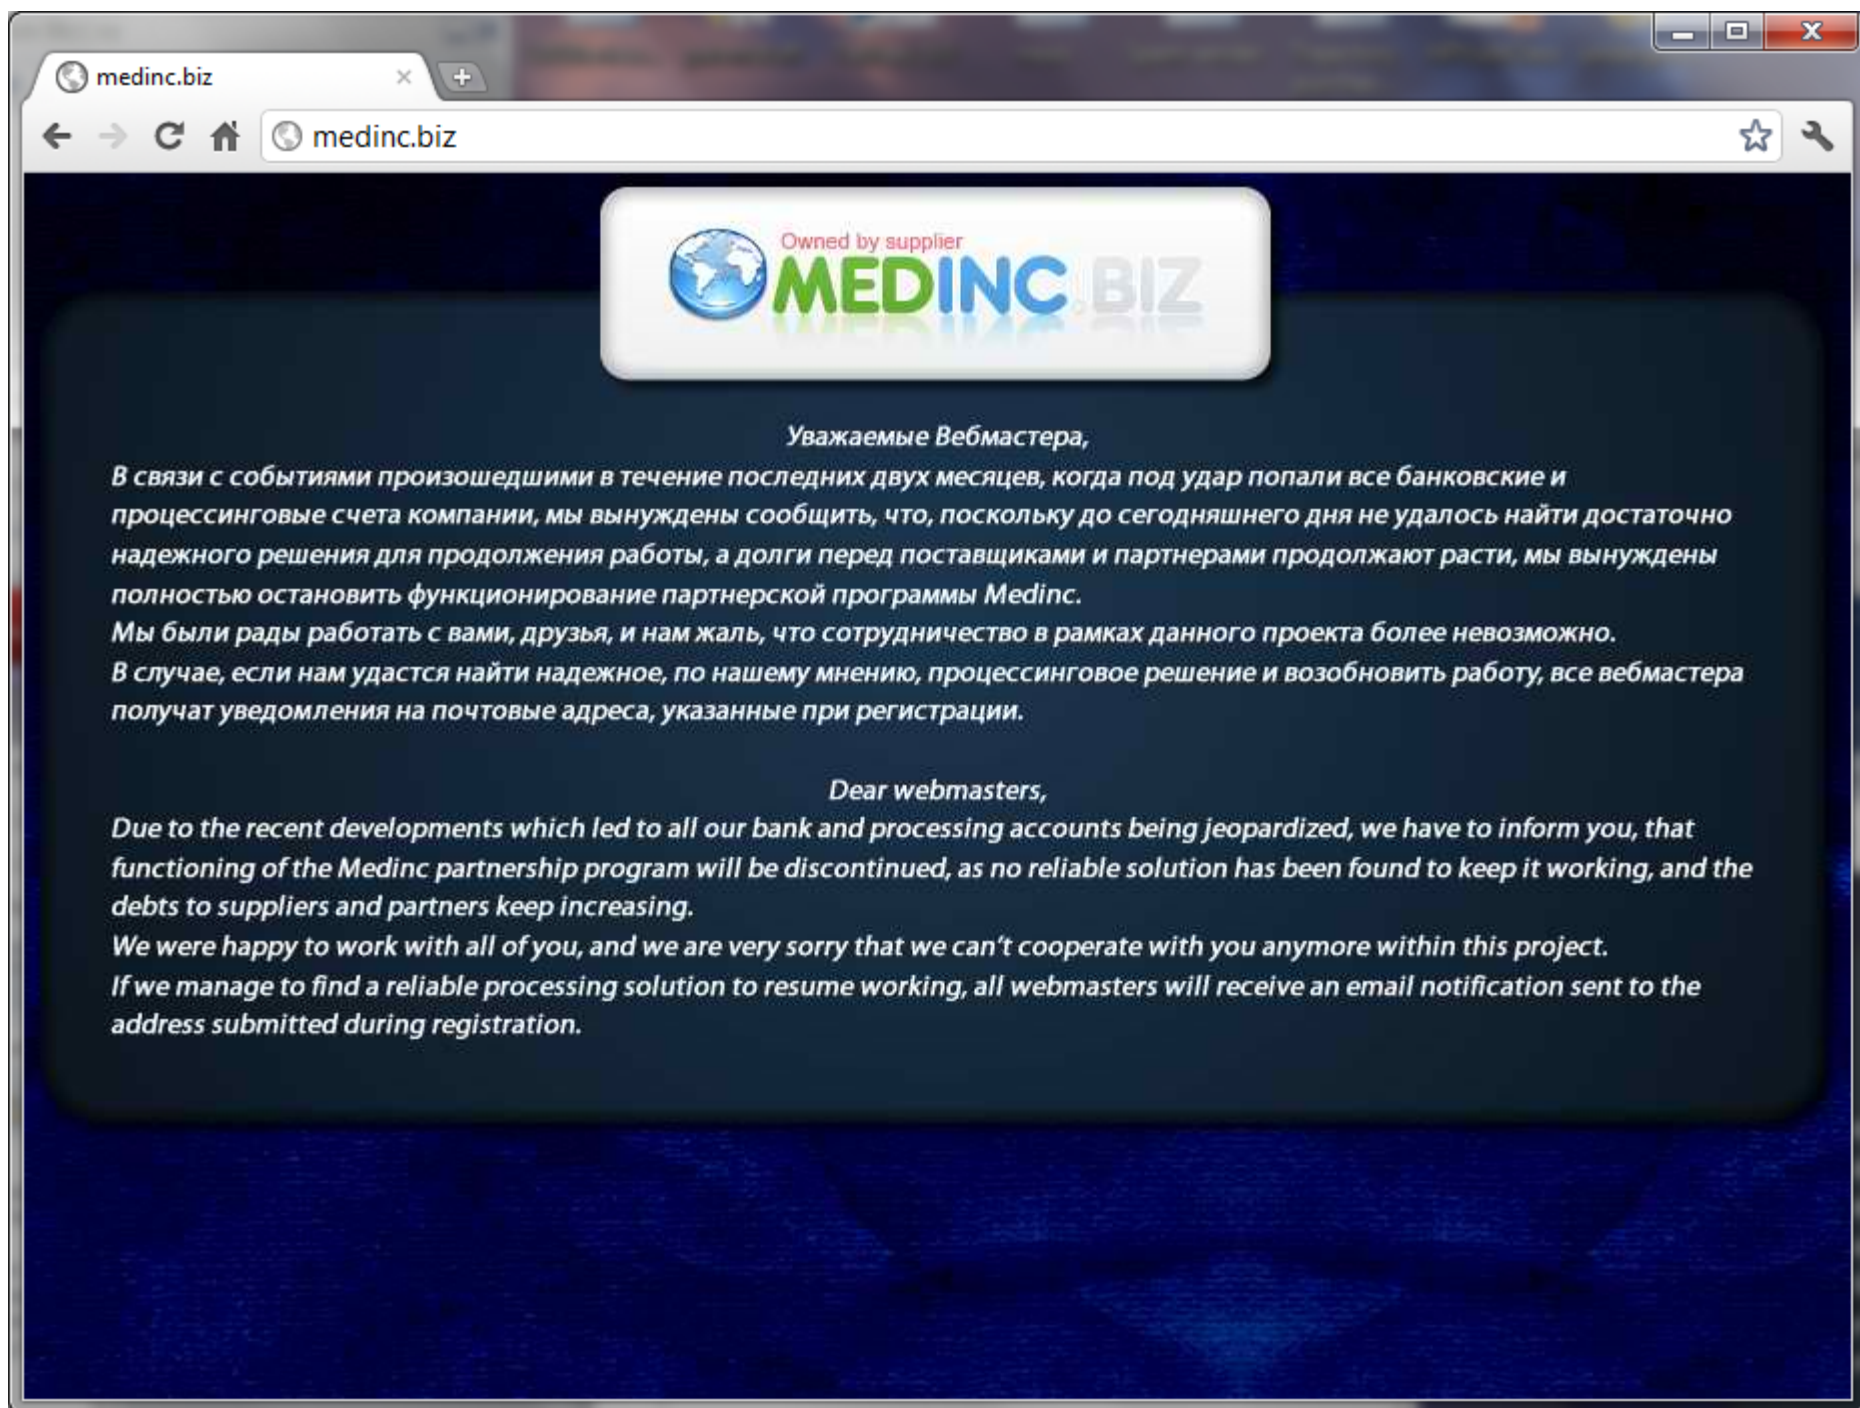 medinc.biz
medinc.biz
Owned by supplier
MEDINC.BIZ
Уважаемые Вебмастера,
В связи с событиями произошедшими в течение последних двух месяцев, когда под удар попали все банковские и
процессинговые счета компании, мы вынуждены сообщить, что, поскольку до сегодняшнего дня не удалось найти достаточно
надежного решения для продолжения работы, а долги перед поставщиками и партнерами продолжают расти, мы вынуждены
полностью остановить функционирование партнерской программы Medinc.
Мы были рады работать с вами, друзья, и нам жаль, что сотрудничество в рамках данного проекта более невозможно.
В случае, если нам удастся найти надежное, по нашему мнению, процессинговое решение и возобновить работу, все вебмастера
получат уведомления на почтовые адреса, указанные при регистрации.
Dear webmasters,
Due to the recent developments which led to all our bank and processing accounts being jeopardized, we have to inform you, that
functioning of the Medinc partnership program will be discontinued, as no reliable solution has been found to keep it working, and the
debts to suppliers and partners keep increasing.
We were happy to work with all of you, and we are very sorry that we can't cooperate with you anymore within this project.
If we manage to find a reliable processing solution to resume working, all webmasters will receive an email notification sent to the
address submitted during registration.